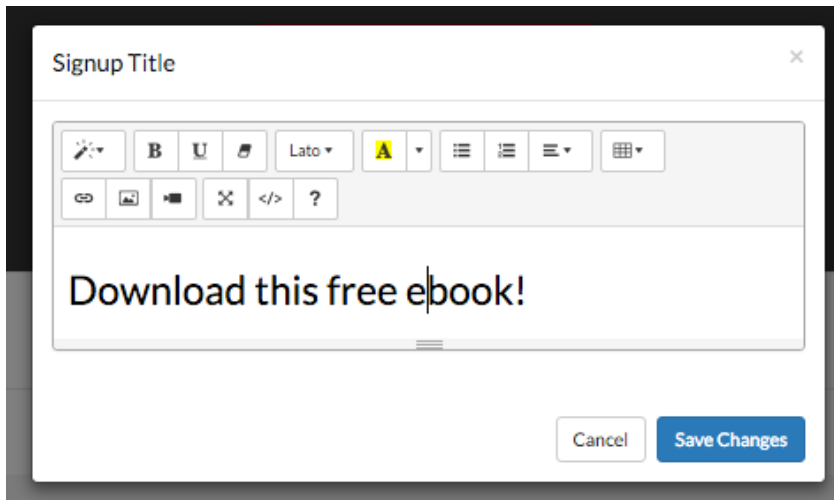 Signup Title ×
B U Lato A
</> ?
Download this free ebook!
Cancel Save Changes